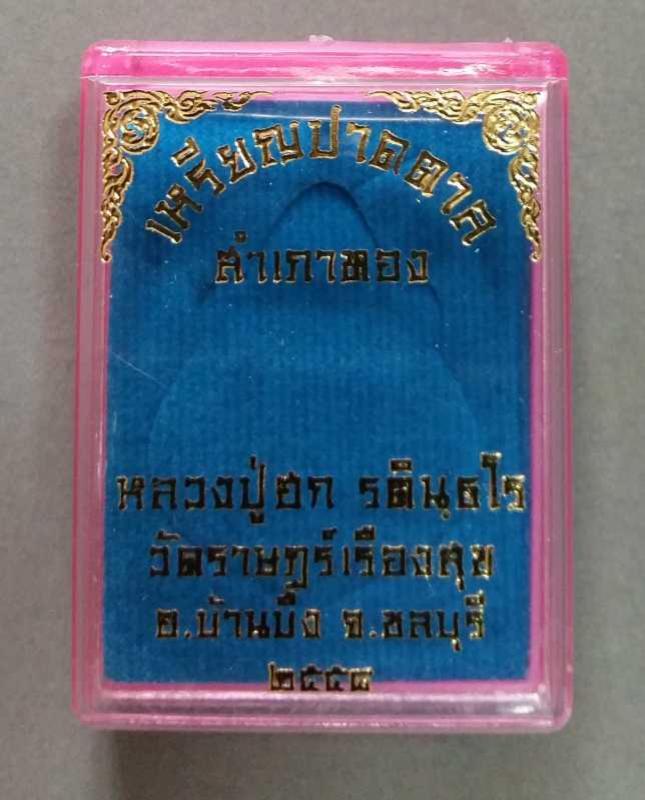 เหรียญปาดตาล
สำเภาทอง
หลวงปู่ฮก รตินฺธโร
วัดราษฎร์เรืองสุข
อ.บ้านบึง จ.ชลบุรี
๒๕๕๘